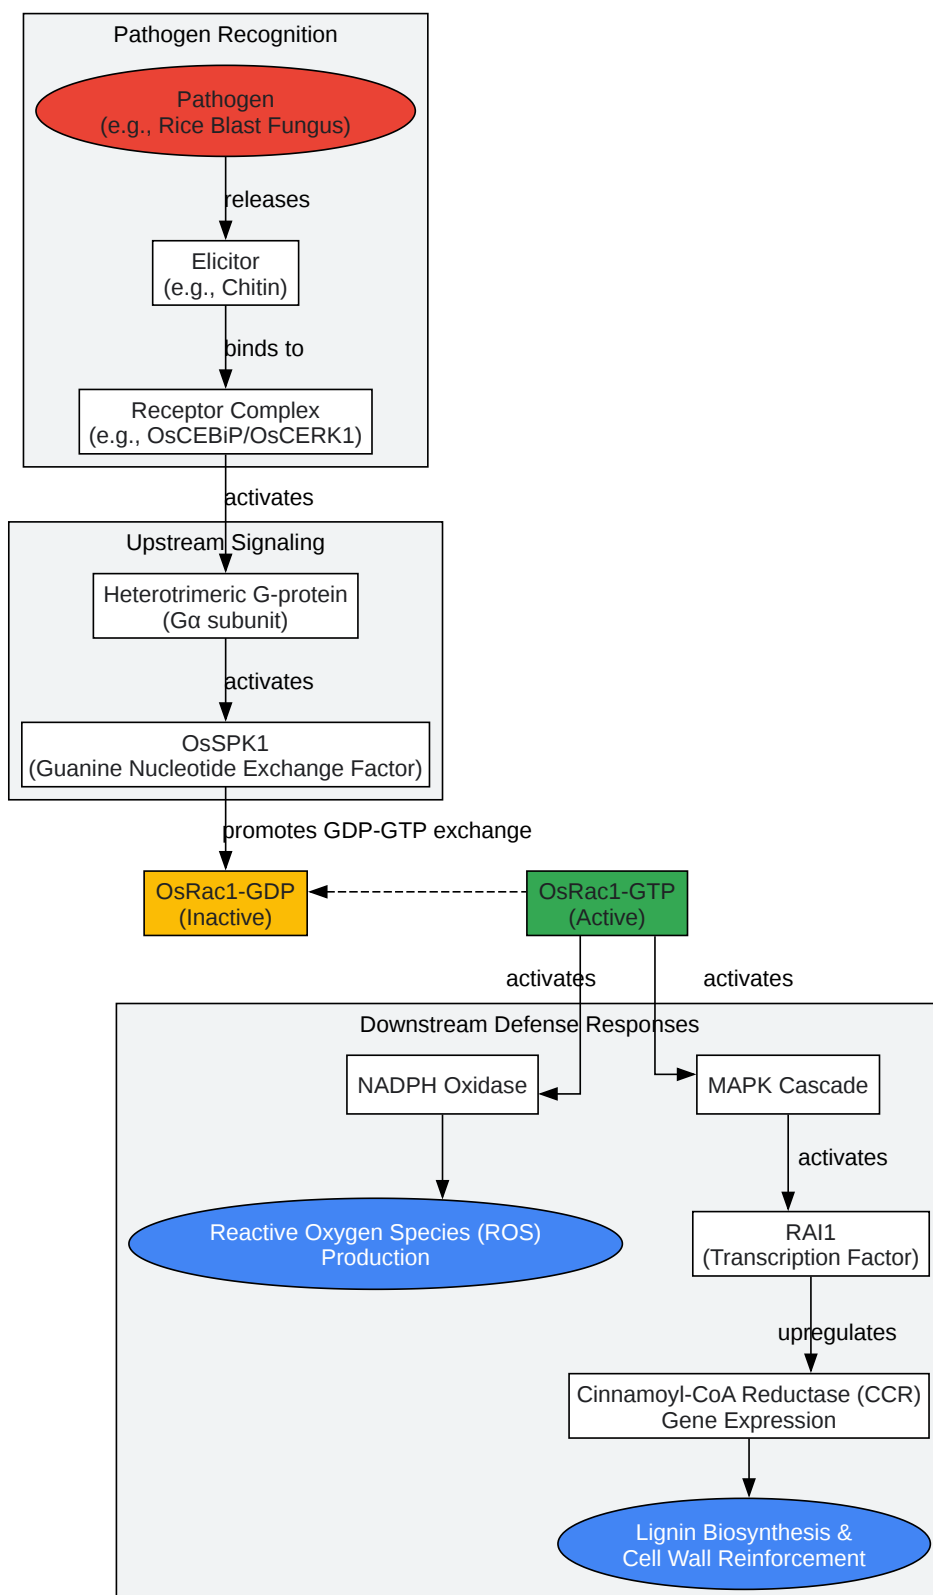 Pathogen Recognition
Pathogen
(e.g., Rice Blast Fungus)
releases
Elicitor
(e.g., Chitin)
binds to
Receptor Complex
(e.g., OsCEBiP/OsCERK1)
activates
Upstream Signaling
Heterotrimeric G-protein
(Gα subunit)
activates
OsSPK1
(Guanine Nucleotide Exchange Factor)
promotes GDP-GTP exchange
OsRac1-GDP
(Inactive)
OsRac1-GTP
(Active)
activates
activates
Downstream Defense Responses
NADPH Oxidase
MAPK Cascade
activates
Reactive Oxygen Species (ROS)
Production
RAI1
(Transcription Factor)
upregulates
Cinnamoyl-CoA Reductase (CCR)
Gene Expression
Lignin Biosynthesis &
Cell Wall Reinforcement